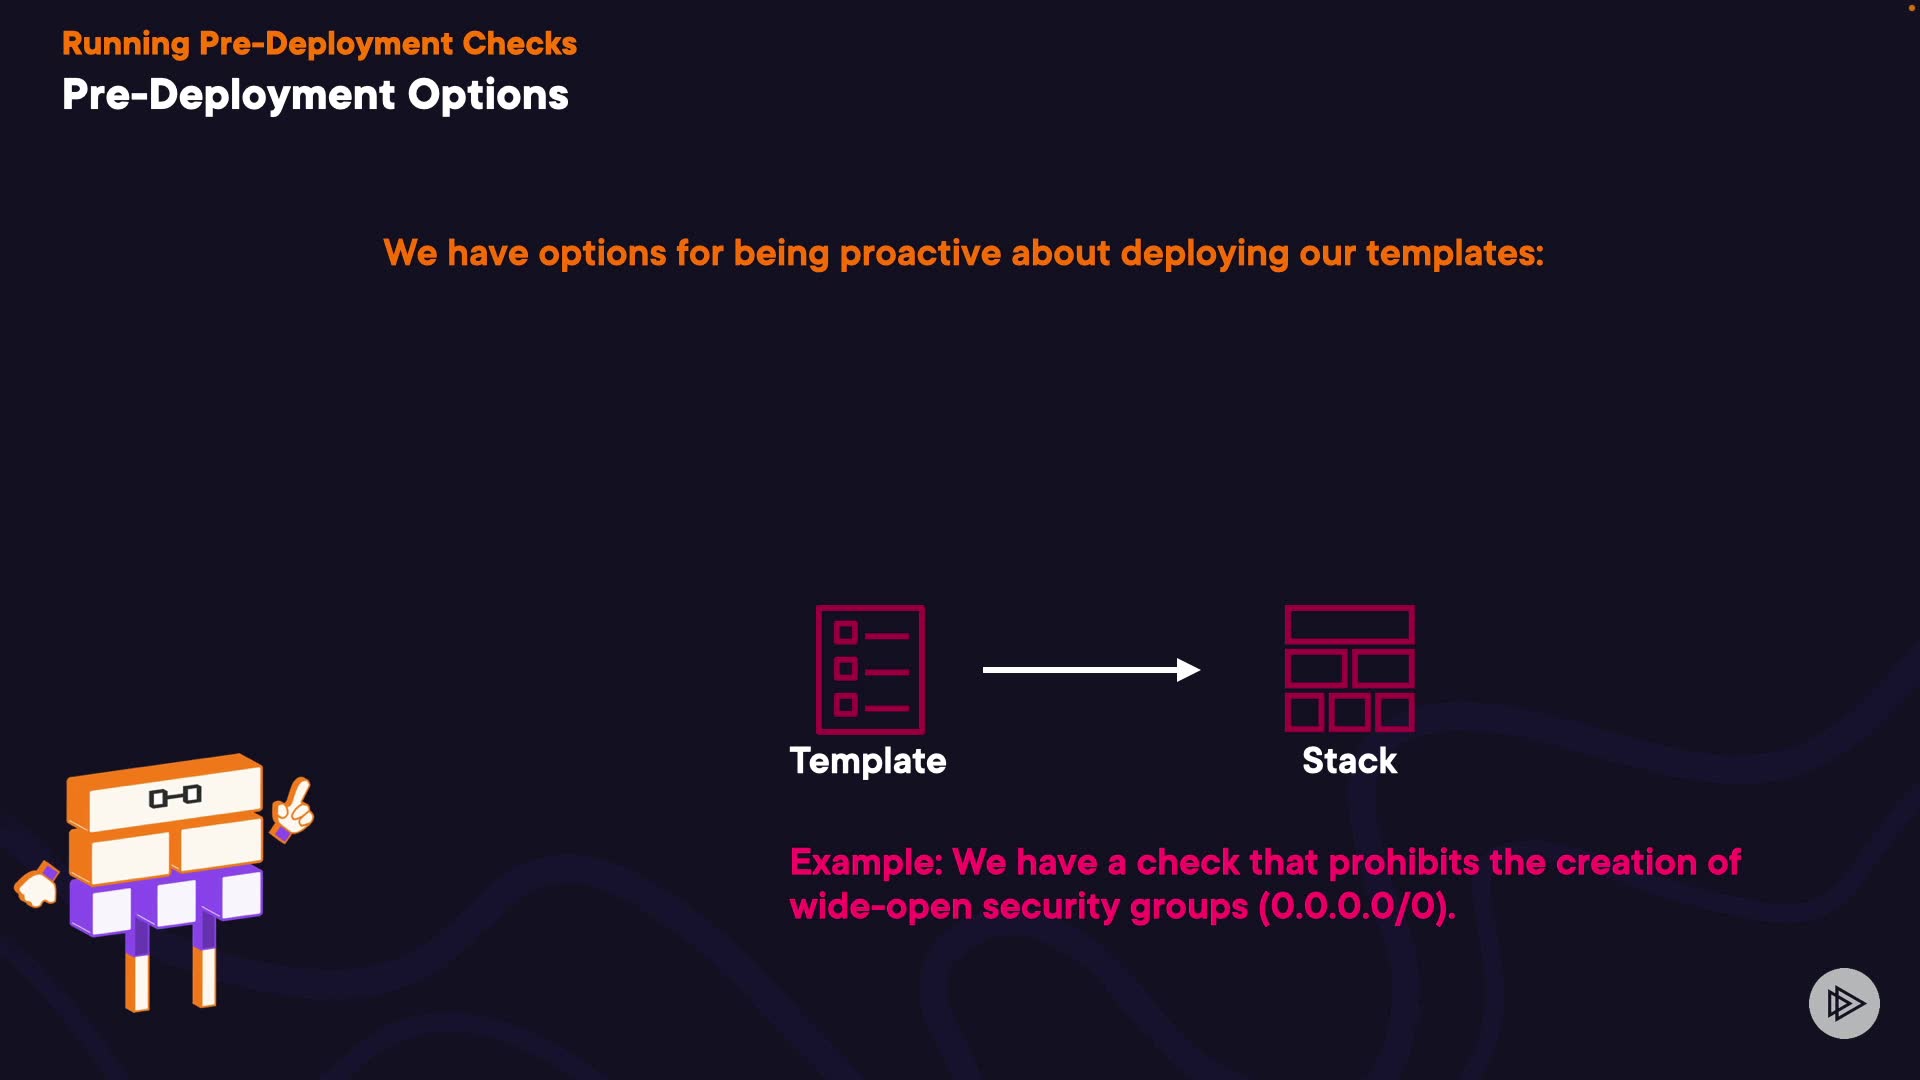 Running Pre-Deployment Checks
Pre-Deployment Options
We have options for being proactive about deploying our templates:
Template
Stack
Example: We have a check that prohibits the creation of
wide-open security groups (0.0.0.0/0).